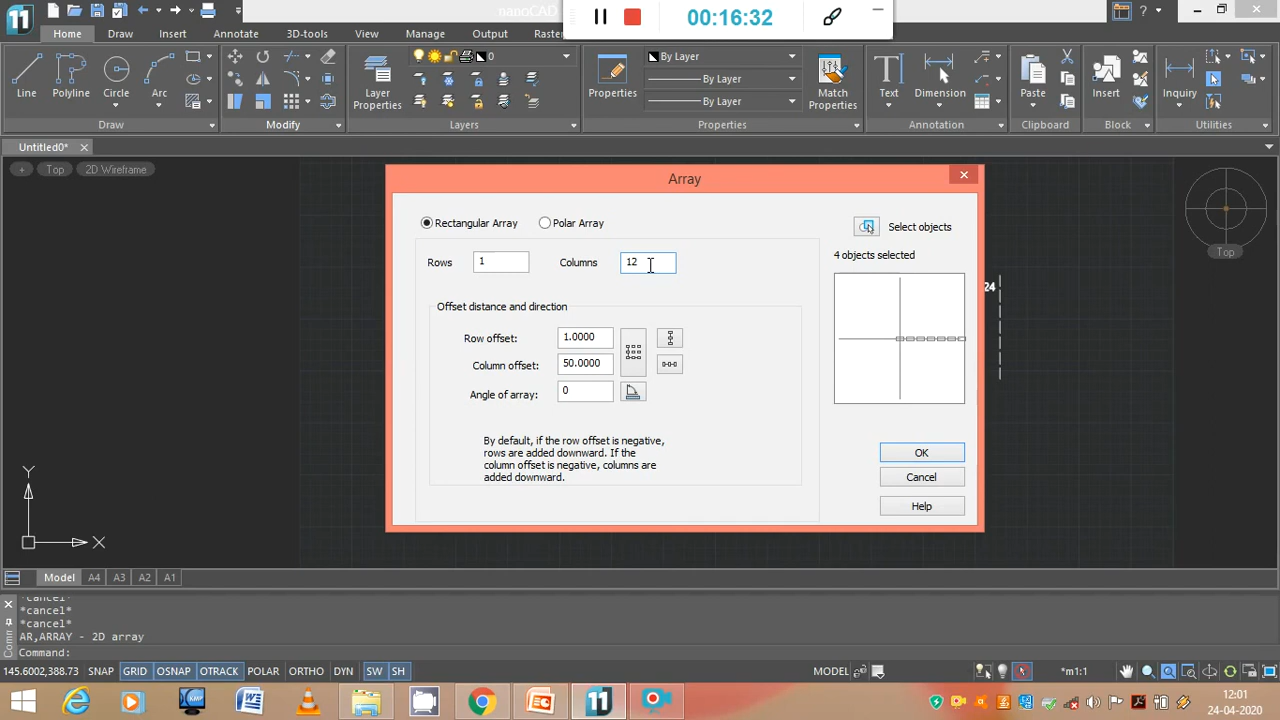 nanoCAD
00:16:32
11
Home Draw Insert Annotate 3D-tools View Manage Output Raster
Line Polyline Circle Arc
Layer Properties
0
Properties
By Layer
By Layer
By Layer
Match Properties
Text Dimension
Paste
Insert
Inquiry
Draw Modify Layers Properties Annotation Clipboard Block Utilities
Untitled0*
+ Top 2D Wireframe
Top
24
Array
Rectangular Array Polar Array
Select objects
Rows 1 Columns 12
4 objects selected
Offset distance and direction
Row offset: 1.0000
Column offset: 50.0000
Angle of array: 0
By default, if the row offset is negative,
rows are added downward. If the
column offset is negative, columns are
added downward.
OK
Cancel
Help
Y
X
Model A4 A3 A2 A1
Comm
*cancel*
*cancel*
*cancel*
AR,ARRAY - 2D array
Command:
145.6002,388.73 SNAP GRID OSNAP OTRACK POLAR ORTHO DYN SW SH MODEL *m1:1
12:01
24-04-2020